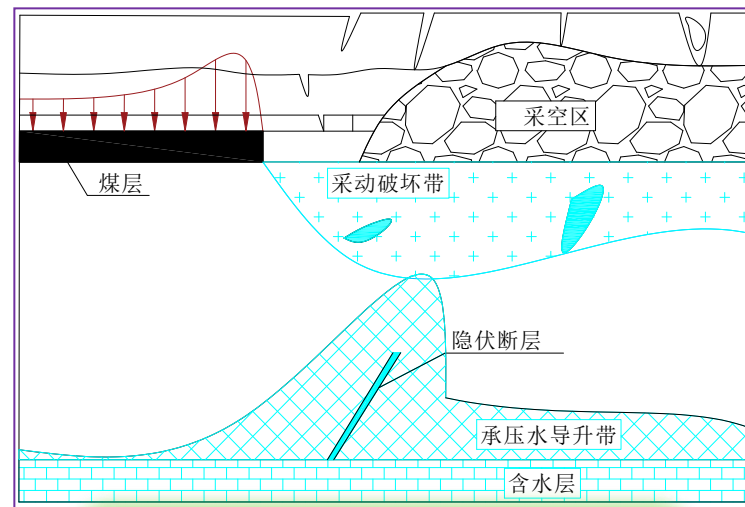 采空区
煤层
采动破坏带
隐伏断层
承压水导升带
含水层